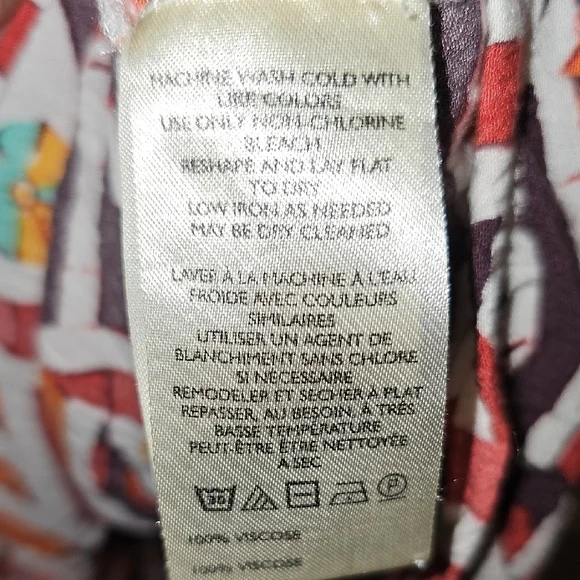 MACHINE WASH COLD WITH
LIKE COLORS
USE ONLY NON-CHLORINE
BLEACH
RESHAPE AND LAY FLAT
TO DRY
LOW IRON AS NEEDED
MAY BE DRY CLEANED
LAVER À LA MACHINE À L'EAU
FROIDE AVEC COULEURS
SIMILAIRES
UTILISER UN AGENT DE
BLANCHIMENT SANS CHLORE
SI NÉCESSAIRE
REMODELER ET SÉCHER À PLAT
REPASSER, AU BESOIN, À TRÈS
BASSE TEMPÉRATURE
PEUT-ÊTRE ÊTRE NETTOYÉE
À SEC
30 P
100% VISCOSE
100% VISCOSE